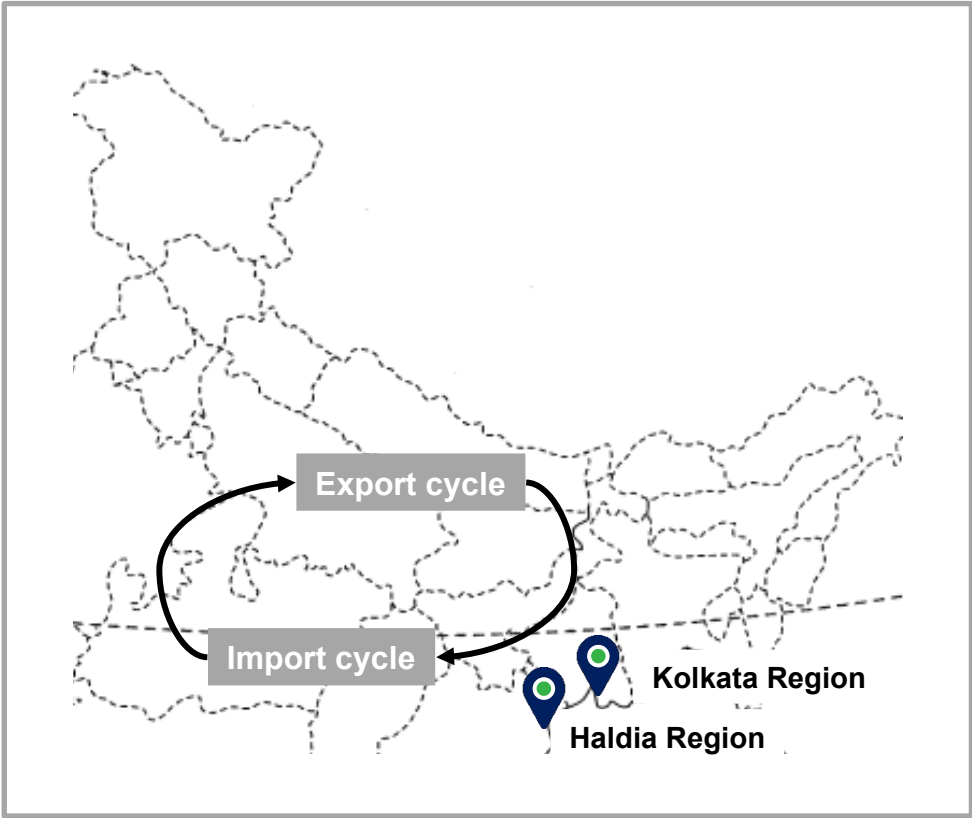 Export cycle
Import cycle
Kolkata Region
Haldia Region